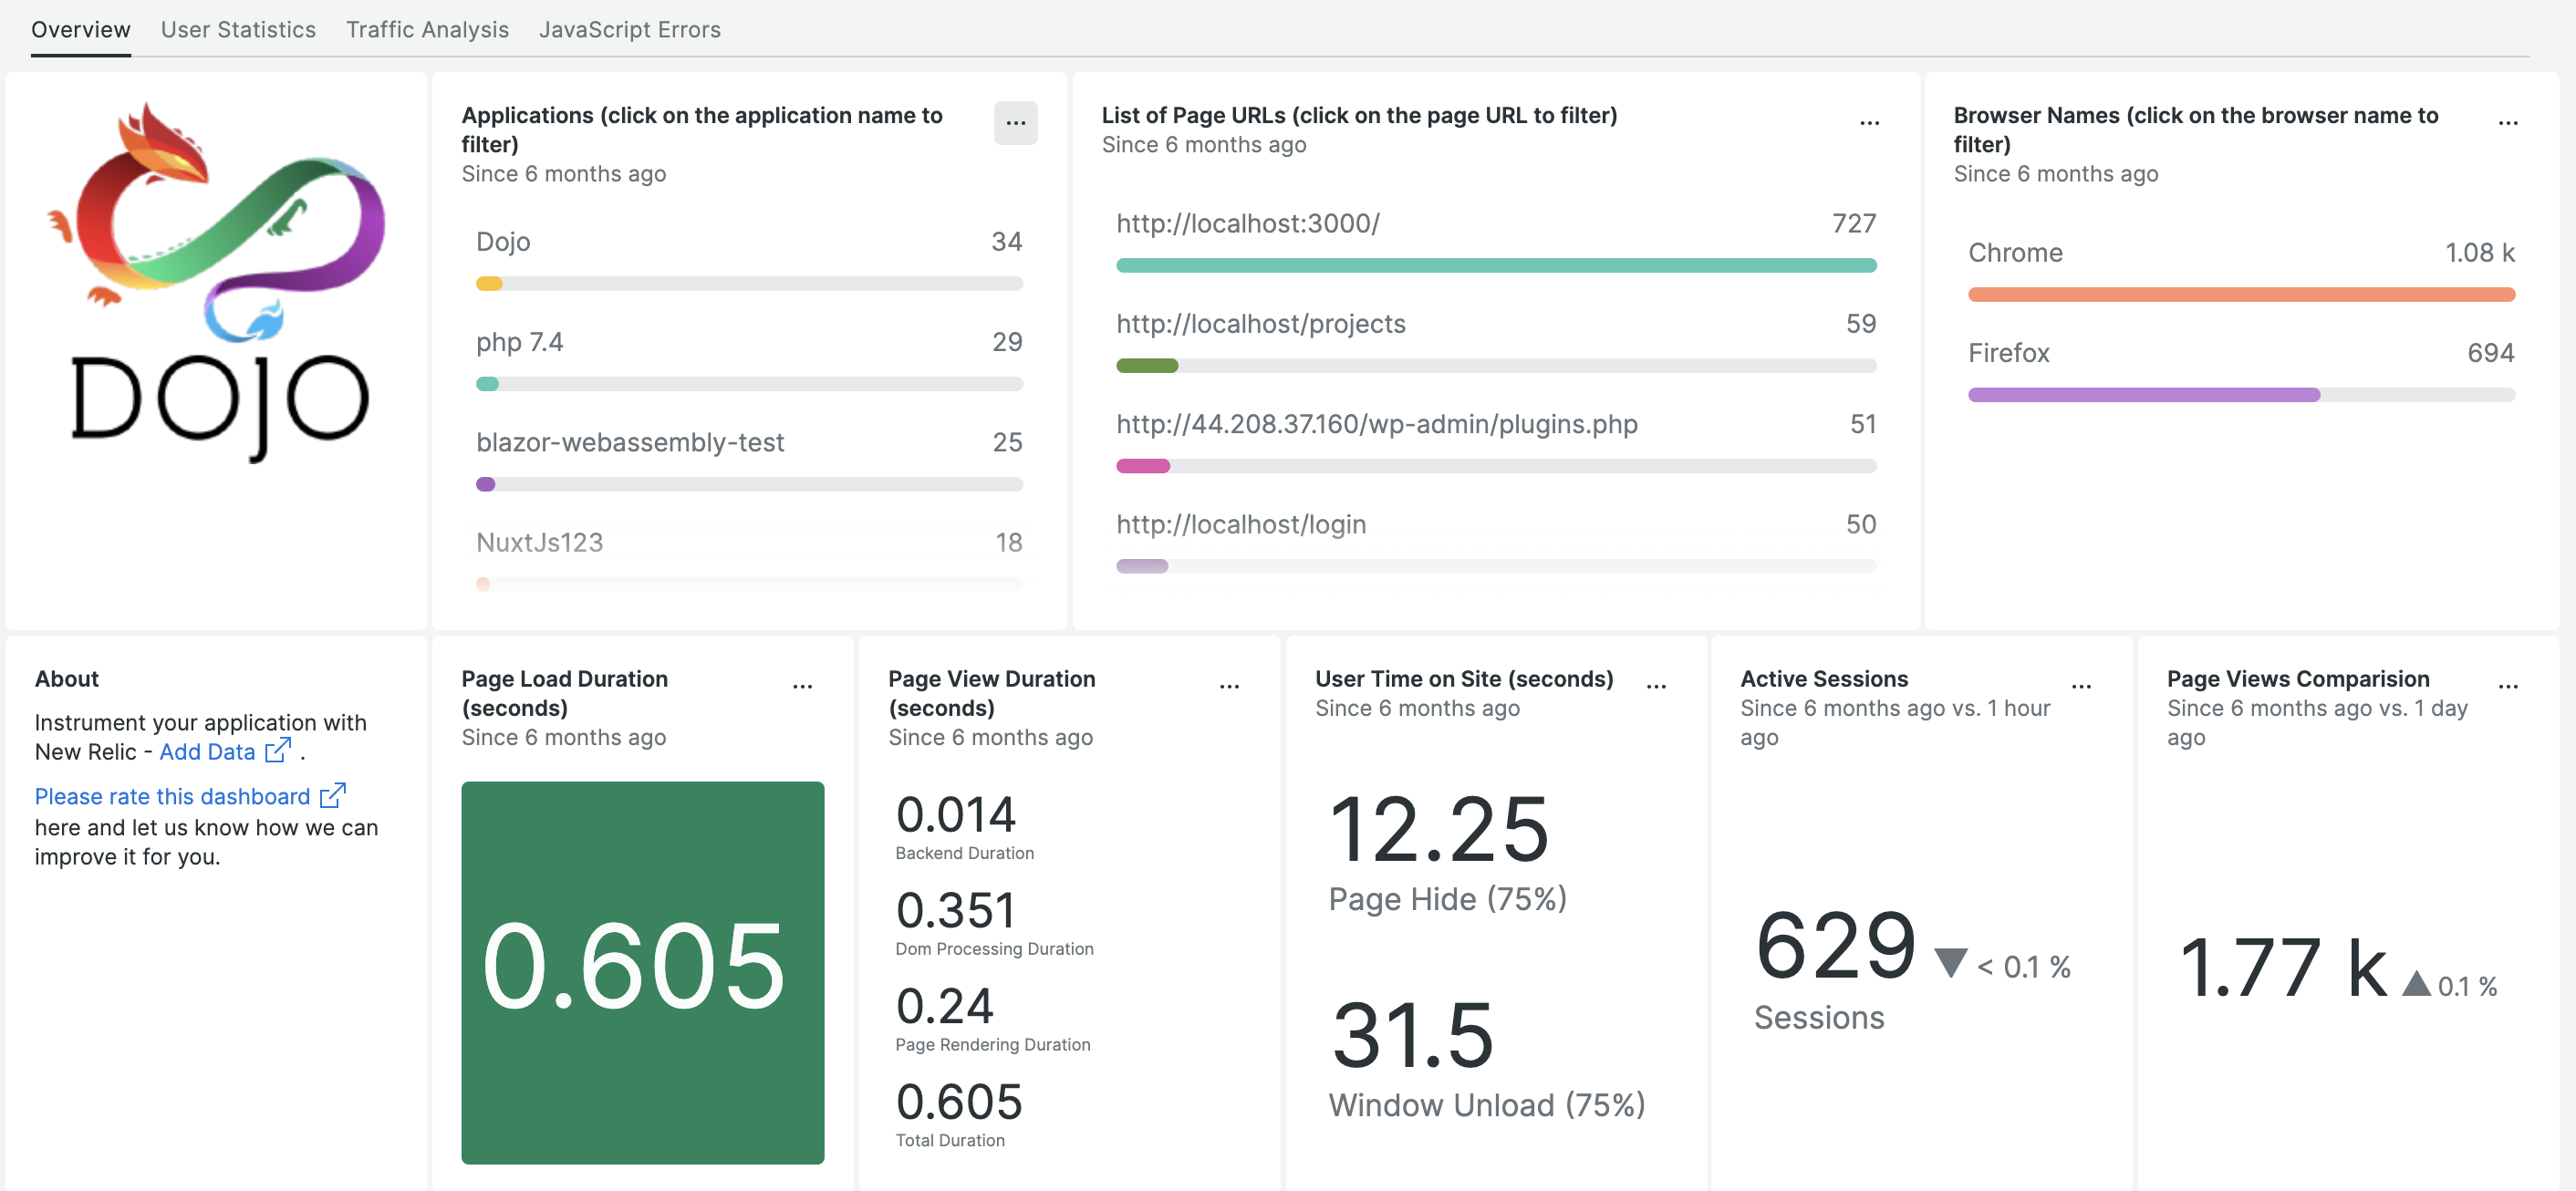 Overview
User Statistics
Traffic Analysis
JavaScript Errors
DOJO
Applications (click on the application name to
filter)
...
Since 6 months ago
Dojo 34
php 7.4 29
blazor-webassembly-test 25
NuxtJs123 18
List of Page URLs (click on the page URL to filter)
...
Since 6 months ago
http://localhost:3000/ 727
http://localhost/projects 59
http://44.208.37.160/wp-admin/plugins.php 51
http://localhost/login 50
Browser Names (click on the browser name to
filter)
...
Since 6 months ago
Chrome 1.08 k
Firefox 694
About
Instrument your application with
New Relic - Add Data .
Please rate this dashboard
here and let us know how we can
improve it for you.
Page Load Duration
(seconds)
...
Since 6 months ago
0.605
Page View Duration
(seconds)
...
Since 6 months ago
0.014
Backend Duration
0.351
Dom Processing Duration
0.24
Page Rendering Duration
0.605
Total Duration
User Time on Site (seconds)
...
Since 6 months ago
12.25
Page Hide (75%)
31.5
Window Unload (75%)
Active Sessions
...
Since 6 months ago vs. 1 hour
ago
629 ▼ < 0.1 %
Sessions
Page Views Comparision
...
Since 6 months ago vs. 1 day
ago
1.77 k ▲ 0.1 %